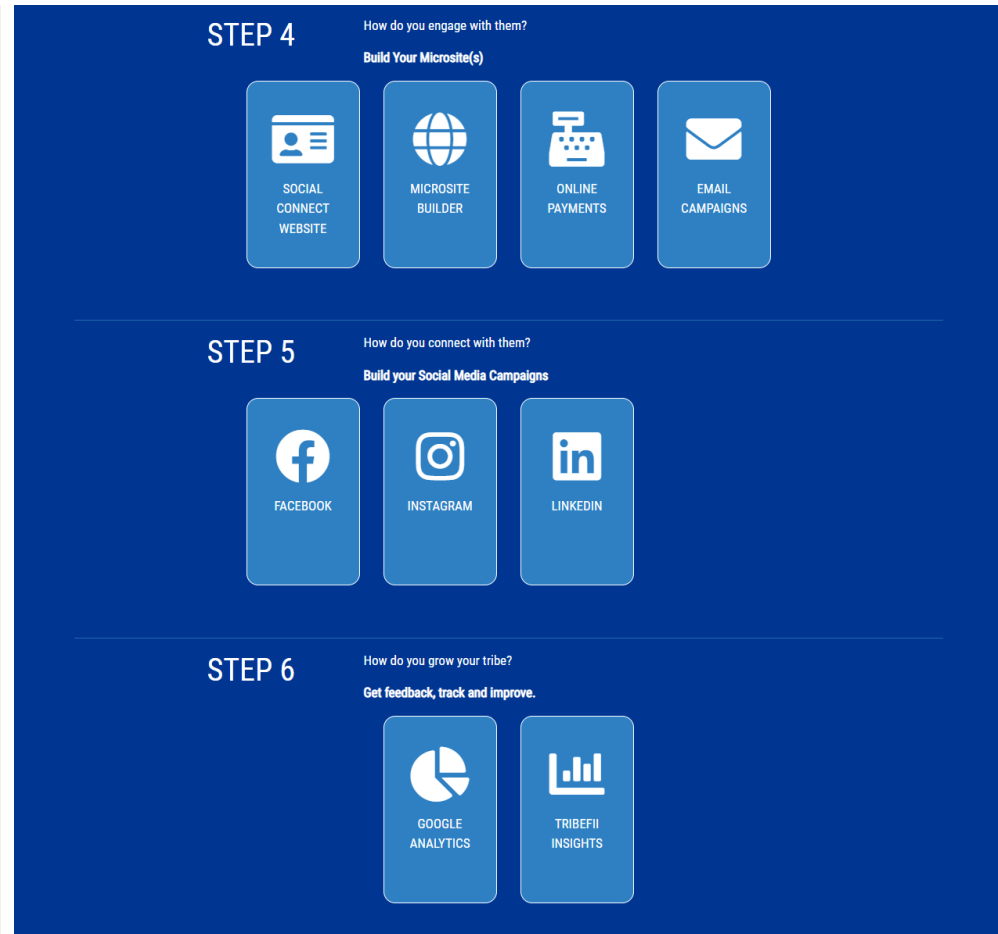 STEP 4
How do you engage with them?
Build Your Microsite(s)
SOCIAL
CONNECT
WEBSITE
MICROSITE
BUILDER
ONLINE
PAYMENTS
EMAIL
CAMPAIGNS
STEP 5
How do you connect with them?
Build your Social Media Campaigns
FACEBOOK
INSTAGRAM
in
LINKEDIN
STEP 6
How do you grow your tribe?
Get feedback, track and improve.
GOOGLE
ANALYTICS
TRIBEFII
INSIGHTS